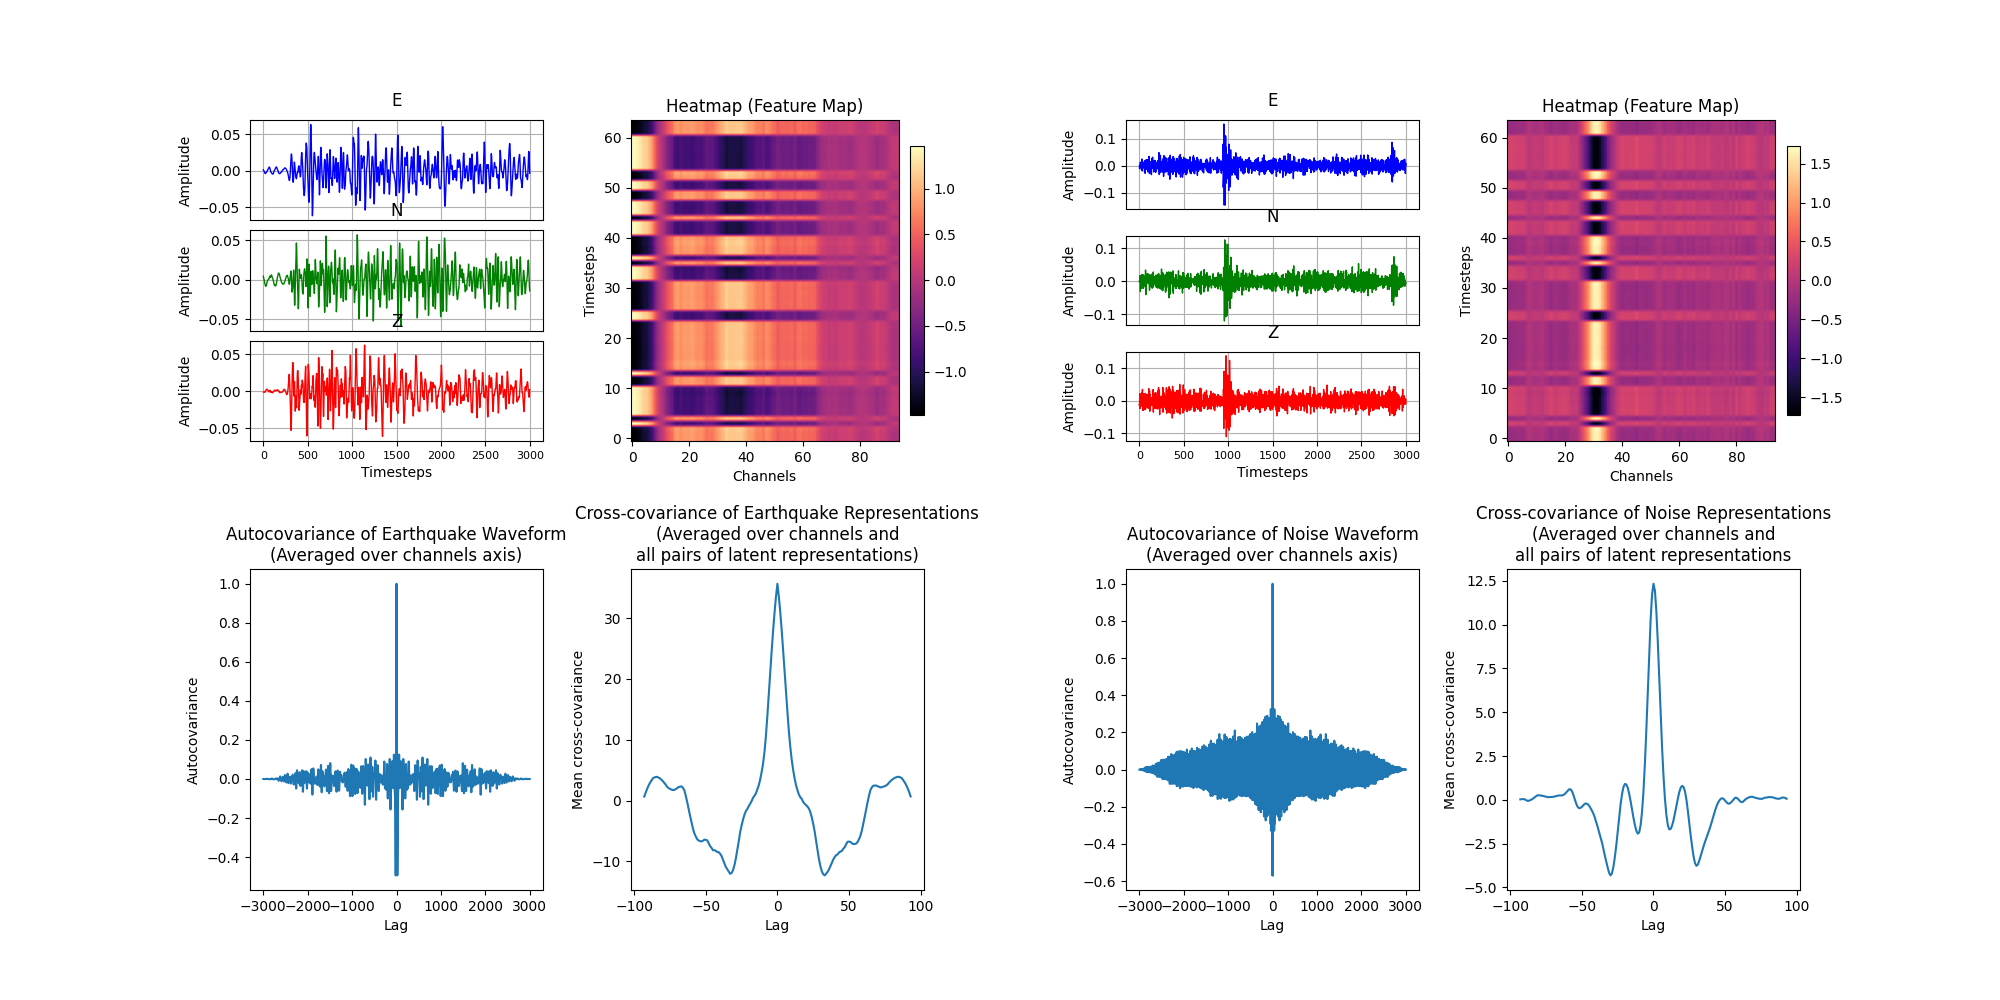 E
Amplitude
0.05
0.00
−0.05
N
Amplitude
0.05
0.00
−0.05
Z
Amplitude
0.05
0.00
−0.05
0 500 1000 1500 2000 2500 3000
Timesteps
Heatmap (Feature Map)
Timesteps
60
50
40
30
20
10
0
0 20 40 60 80
Channels
1.0
0.5
0.0
−0.5
−1.0
E
Amplitude
0.1
0.0
−0.1
N
Amplitude
0.1
0.0
−0.1
Z
Amplitude
0.1
0.0
−0.1
0 500 1000 1500 2000 2500 3000
Timesteps
Heatmap (Feature Map)
Timesteps
60
50
40
30
20
10
0
0 20 40 60 80
Channels
1.5
1.0
0.5
0.0
−0.5
−1.0
−1.5
Autocovariance of Earthquake Waveform
(Averaged over channels axis)
Autocovariance
1.0
0.8
0.6
0.4
0.2
0.0
−0.2
−0.4
−3000 −2000 −1000 0 1000 2000 3000
Lag
Cross-covariance of Earthquake Representations
(Averaged over channels and
all pairs of latent representations)
Mean cross-covariance
30
20
10
0
−10
−100 −50 0 50 100
Lag
Autocovariance of Noise Waveform
(Averaged over channels axis)
Autocovariance
1.0
0.8
0.6
0.4
0.2
0.0
−0.2
−0.4
−0.6
−3000 −2000 −1000 0 1000 2000 3000
Lag
Cross-covariance of Noise Representations
(Averaged over channels and
all pairs of latent representations
Mean cross-covariance
12.5
10.0
7.5
5.0
2.5
0.0
−2.5
−5.0
−100 −50 0 50 100
Lag